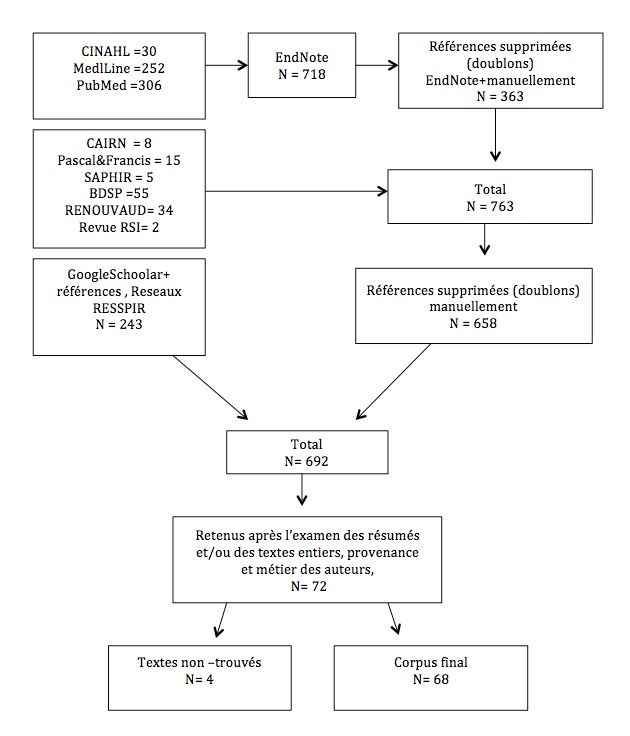 CINAHL =30
MedlLine =252
PubMed =306
EndNote
N = 718
Références supprimées
(doublons)
EndNote+manuellement
N = 363
CAIRN = 8
Pascal&Francis = 15
SAPHIR = 5
BDSP =55
RENOUVAUD= 34
Revue RSI= 2
Total
N = 763
GoogleSchoolar+
références , Reseaux
RESSPIR
N = 243
Références supprimées (doublons)
manuellement
N = 658
Total
N= 692
Retenus après l'examen des résumés
et/ou des textes entiers, provenance
et métier des auteurs,
N= 72
Textes non –trouvés
N= 4
Corpus final
N= 68